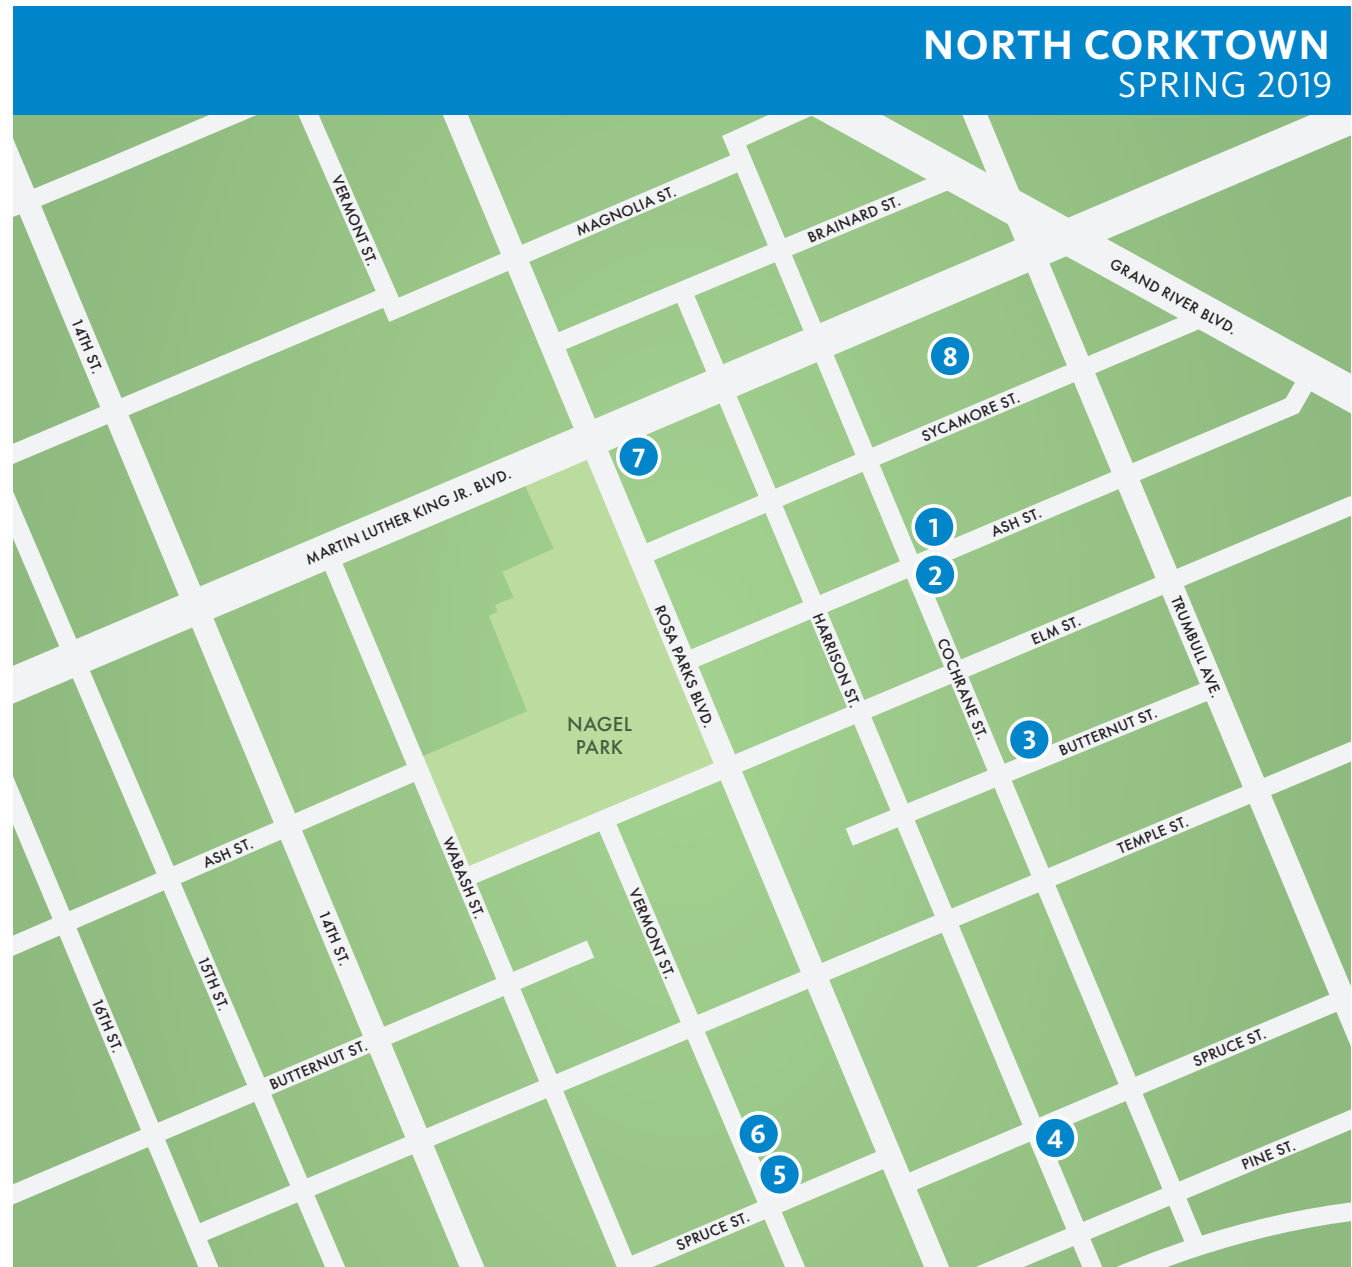 NORTH CORKTOWN
SPRING 2019
VERMONT ST.
MAGNOLIA ST.
BRAINARD ST.
GRAND RIVER BLVD.
14TH ST.
8
SYCAMORE ST.
7
MARTIN LUTHER KING JR. BLVD.
1
ASH ST.
2
ROSA PARKS BLVD.
HARRISON ST.
COCHRANE ST.
ELM ST.
TRUMBULL AVE.
NAGEL
PARK
3
BUTTERNUT ST.
TEMPLE ST.
ASH ST.
WABASH ST.
14TH ST.
VERMONT ST.
15TH ST.
16TH ST.
BUTTERNUT ST.
SPRUCE ST.
6
4
5
PINE ST.
SPRUCE ST.